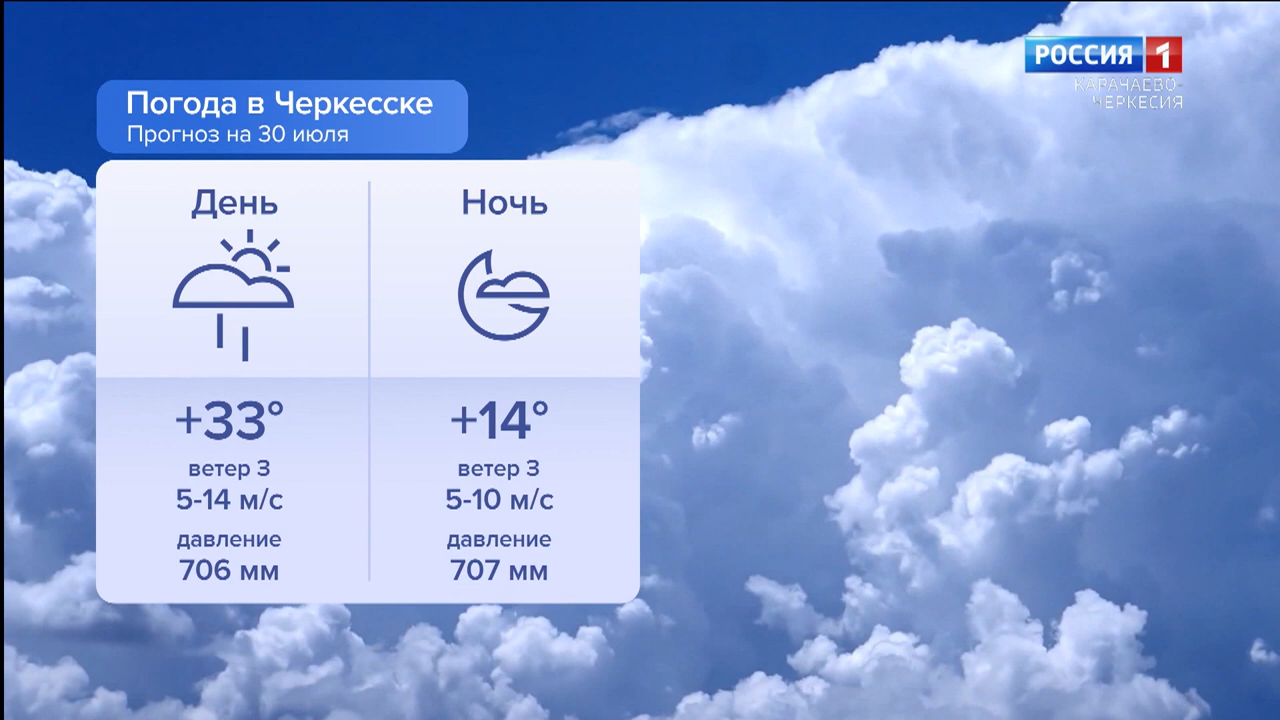 РОССИЯ 1
КАРАЧАЕВО-
ЧЕРКЕСИЯ
Погода в Черкесске
Прогноз на 30 июля
День
+33°
ветер З
5-14 м/с
давление
706 мм
Ночь
+14°
ветер З
5-10 м/с
давление
707 мм